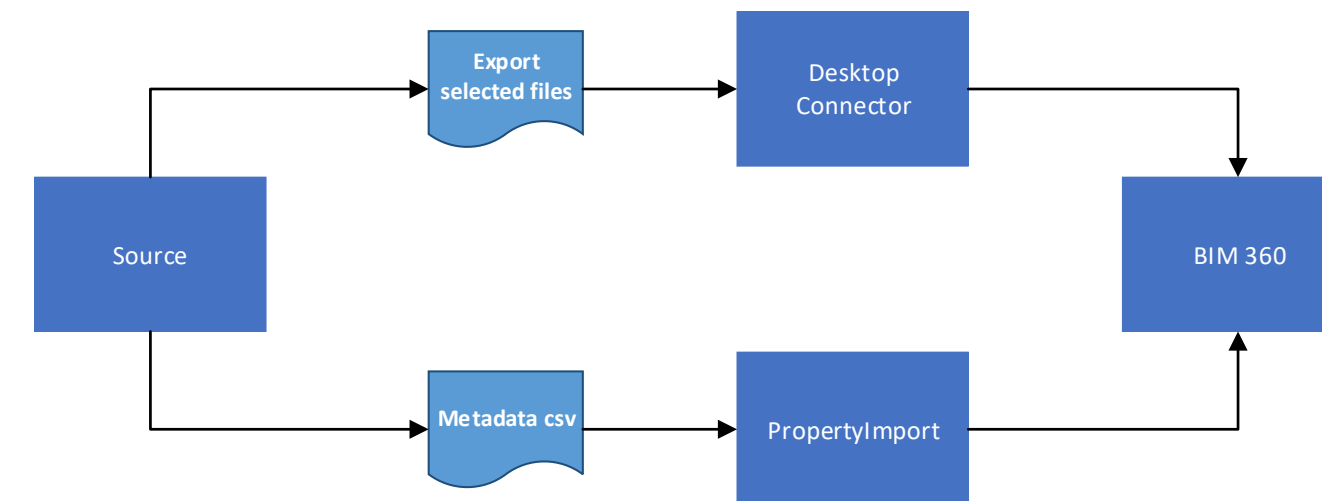 Export
selected files
Desktop
Connector
Source
BIM 360
Metadata csv
PropertyImport